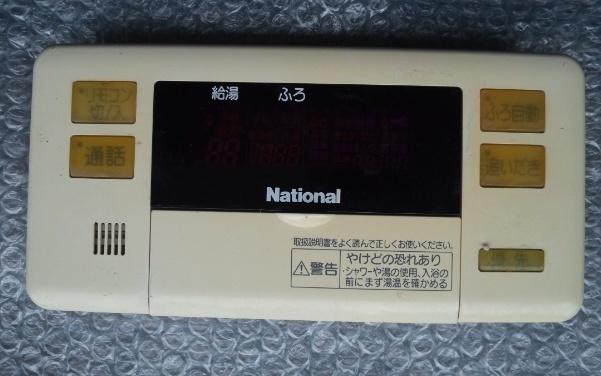 リモコン
切/入
通話
給湯 ふろ
National
ふろ自動
追いだき
優先
取扱説明書をよく読んで正しくお使いください。
警告
やけどの恐れあり
・シャワーや湯の使用、入浴の
前にまず湯温を確かめる